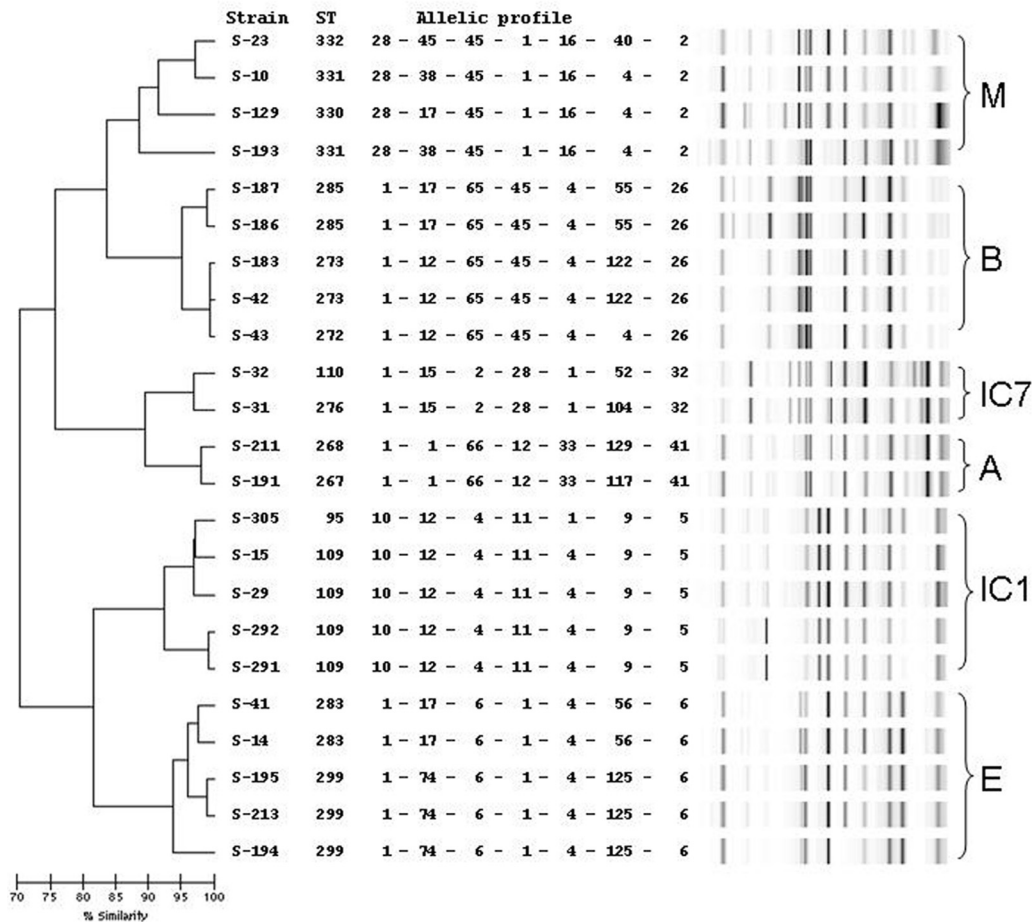 Strain ST Allelic profile
S-23 332 28 - 45 - 45 - 1 - 16 - 40 - 2
S-10 331 28 - 38 - 45 - 1 - 16 - 4 - 2
M
S-129 330 28 - 17 - 45 - 1 - 16 - 4 - 2
S-193 331 28 - 38 - 45 - 1 - 16 - 4 - 2
S-187 285 1 - 17 - 65 - 45 - 4 - 55 - 26
S-186 285 1 - 17 - 65 - 45 - 4 - 55 - 26
S-183 273 1 - 12 - 65 - 45 - 4 - 122 - 26
B
S-42 273 1 - 12 - 65 - 45 - 4 - 122 - 26
S-43 272 1 - 12 - 65 - 45 - 4 - 4 - 26
S-32 110 1 - 15 - 2 - 28 - 1 - 52 - 32
IC7
S-31 276 1 - 15 - 2 - 28 - 1 - 104 - 32
S-211 268 1 - 1 - 66 - 12 - 33 - 129 - 41
A
S-191 267 1 - 1 - 66 - 12 - 33 - 117 - 41
S-305 95 10 - 12 - 4 - 11 - 1 - 9 - 5
S-15 109 10 - 12 - 4 - 11 - 4 - 9 - 5
IC1
S-29 109 10 - 12 - 4 - 11 - 4 - 9 - 5
S-292 109 10 - 12 - 4 - 11 - 4 - 9 - 5
S-291 109 10 - 12 - 4 - 11 - 4 - 9 - 5
S-41 283 1 - 17 - 6 - 1 - 4 - 56 - 6
S-14 283 1 - 17 - 6 - 1 - 4 - 56 - 6
S-195 299 1 - 74 - 6 - 1 - 4 - 125 - 6
E
S-213 299 1 - 74 - 6 - 1 - 4 - 125 - 6
S-194 299 1 - 74 - 6 - 1 - 4 - 125 - 6
70 75 80 85 90 95 100
% Similarity